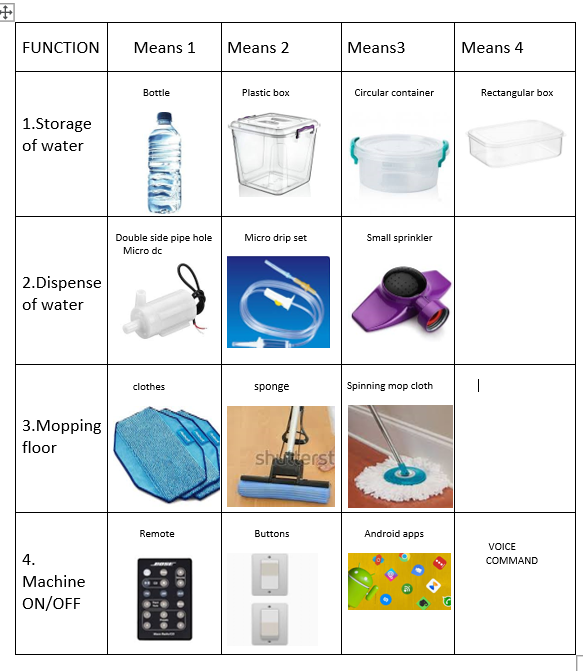 FUNCTION Means 1 Means 2 Means3 Means 4
Bottle Plastic box Circular container Rectangular box
1.Storage
of water
Double side pipe hole Micro drip set Small sprinkler
Micro dc
2.Dispense
of water
clothes sponge Spinning mop cloth
3.Mopping
floor
shutterst
Remote Buttons Android apps
VOICE
COMMAND
4.
Machine
ON/OFF
BOSE